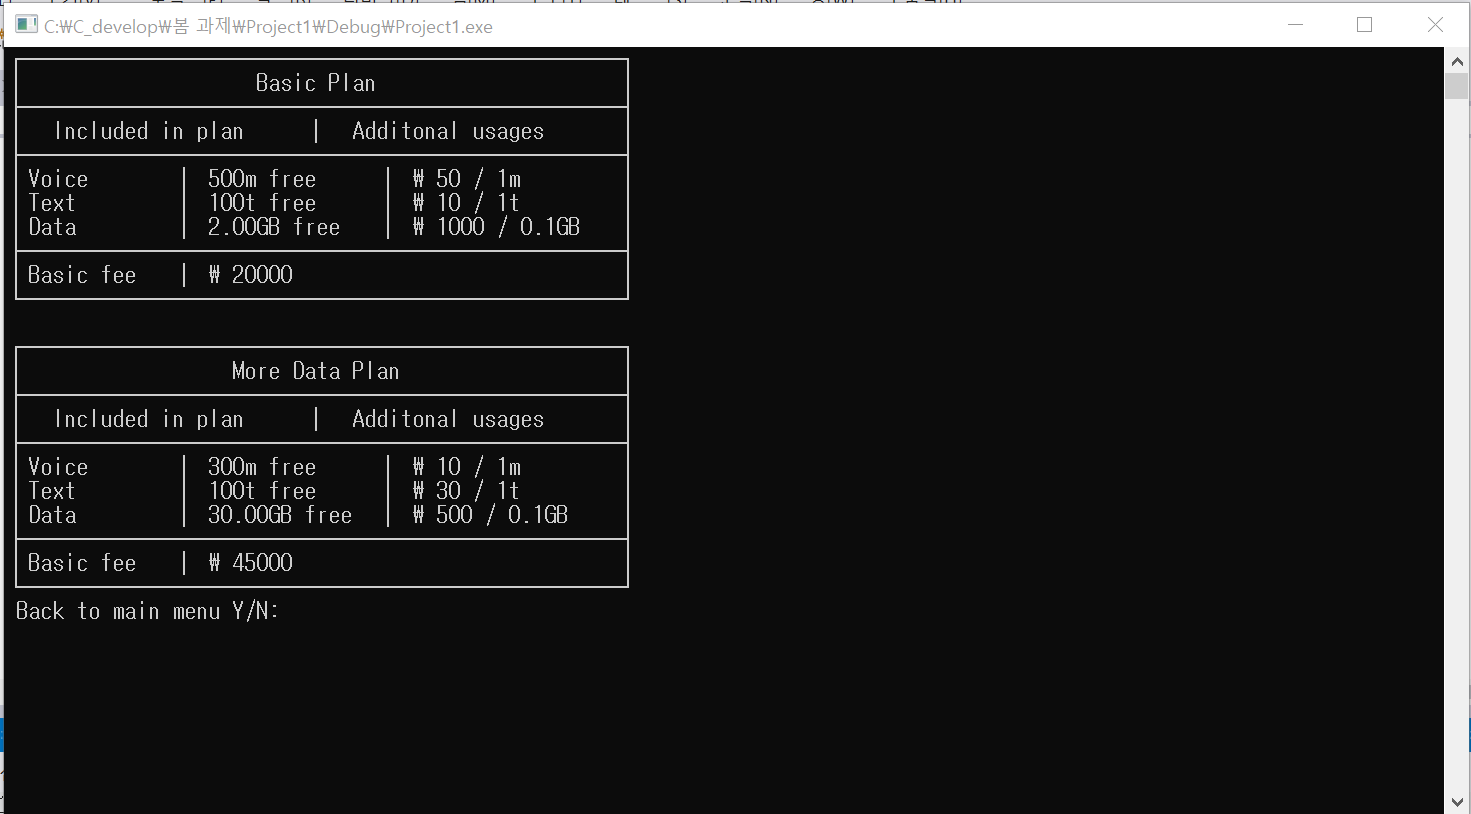 C:₩C_develop₩봄 과제₩Project1₩Debug₩Project1.exe
Basic Plan
Included in plan | Additonal usages
Voice | 500m free | ₩ 50 / 1m
Text | 100t free | ₩ 10 / 1t
Data | 2.00GB free | ₩ 1000 / 0.1GB
Basic fee | ₩ 20000
More Data Plan
Included in plan | Additonal usages
Voice | 300m free | ₩ 10 / 1m
Text | 100t free | ₩ 30 / 1t
Data | 30.00GB free | ₩ 500 / 0.1GB
Basic fee | ₩ 45000
Back to main menu Y/N: